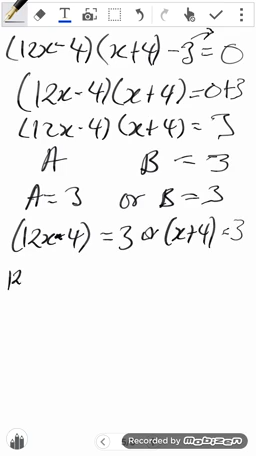 T
(12x-4)(x+4)-3=0
(12x-4)(x+4)=0+3
(12x-4)(x+4)=3
A B = 3
A=3 or B=3
(12x-4)=3 or (x+4)=3
12
Recorded by mobizen